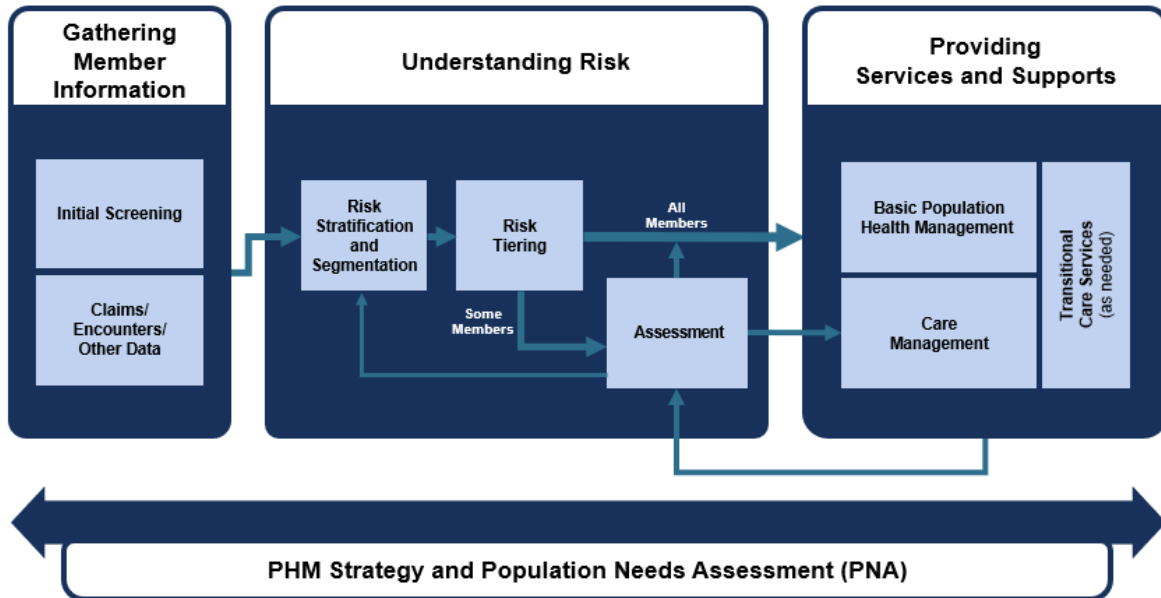 Gathering
Member
Information
Initial Screening
Claims/
Encounters/
Other Data
Understanding Risk
Risk
Stratification
and
Segmentation
Risk
Tiering
All
Members
Some
Members
Assessment
Providing
Services and Supports
Basic Population
Health Management
Care
Management
Transitional
Care Services
(as needed)
PHM Strategy and Population Needs Assessment (PNA)